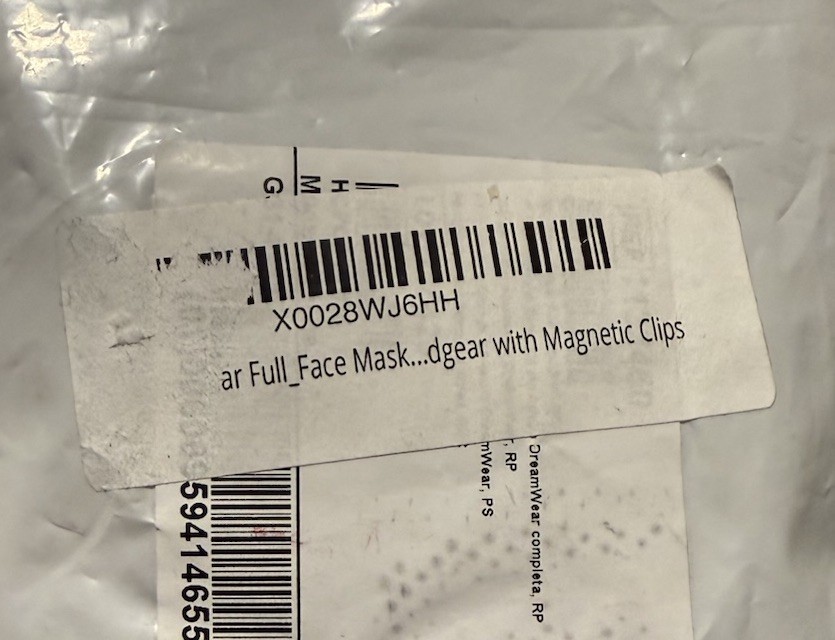 G
M
H
X0028WJ6HH
ar Full_Face Mask...dgear with Magnetic Clips
59414655
mWear, PS
, RP
DreamWear completa, RP